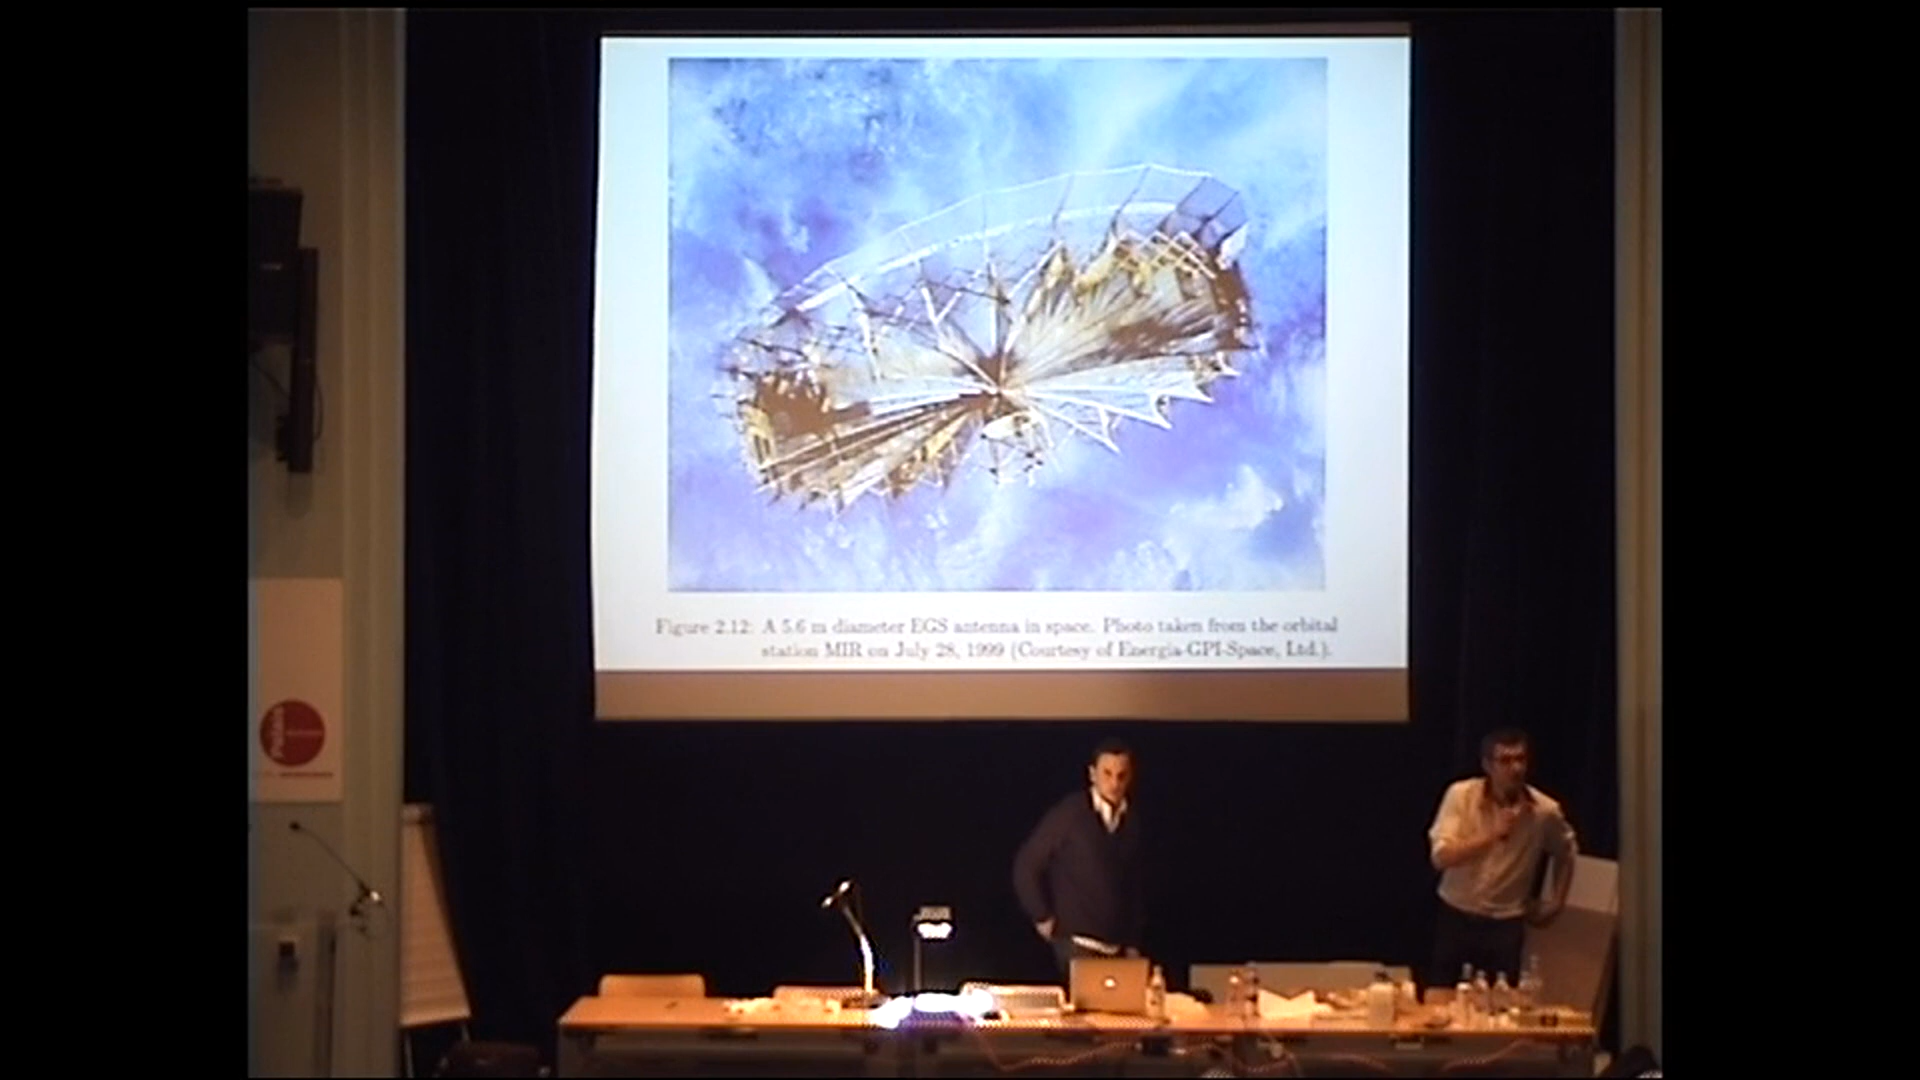 Figure 2.12: A 5.6 m diameter EGS antenna in space. Photo taken from the orbital
station MIR on July 28, 1999 (Courtesy of Energia-GPI-Space, Ltd.).